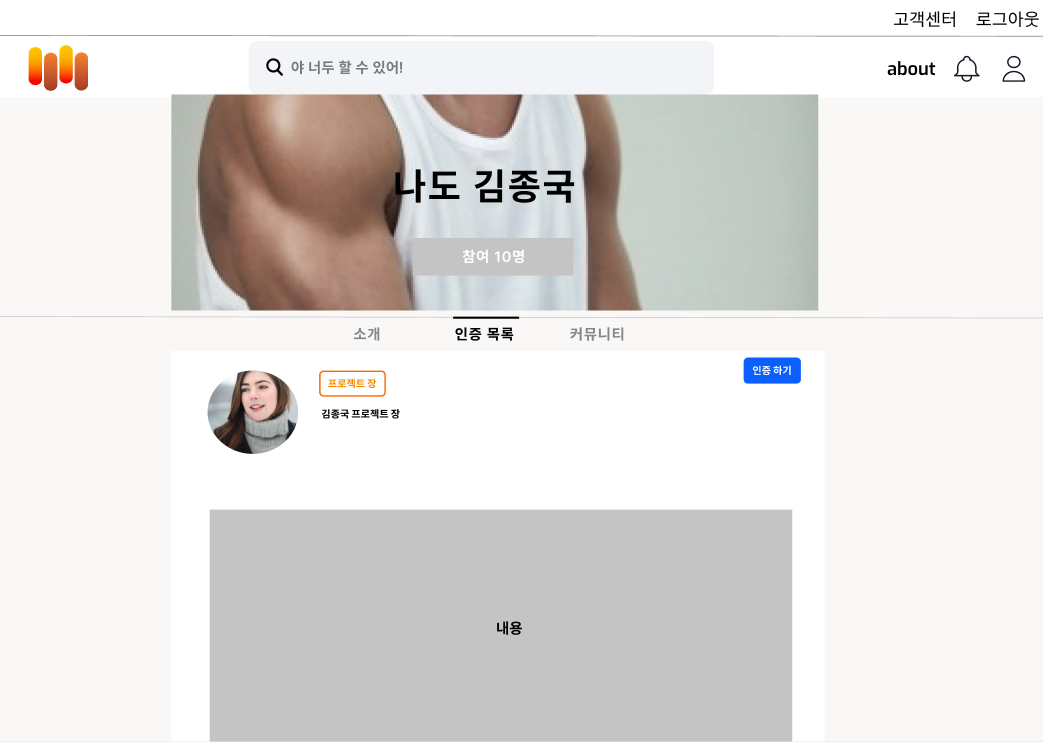 고객센터 로그아웃
야 너두 할 수 있어!
about
나도 김종국
참여 10명
소개 인증 목록 커뮤니티
프로젝트 장
인증 하기
김종국 프로젝트 장
내용